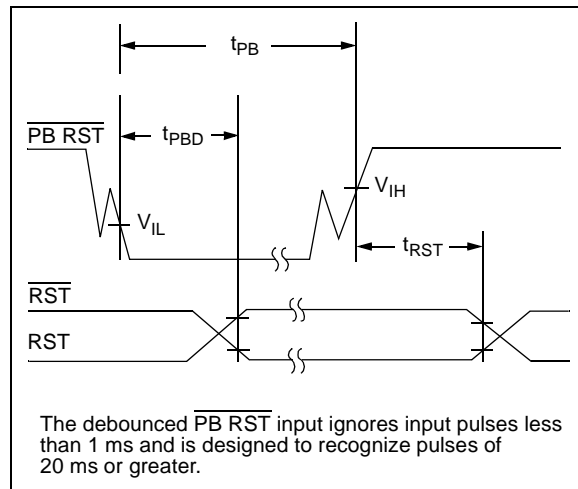 tPB
PB RST
tPBD
VIH
VIL
tRST
RST
RST
The debounced PB RST input ignores input pulses less
than 1 ms and is designed to recognize pulses of
20 ms or greater.